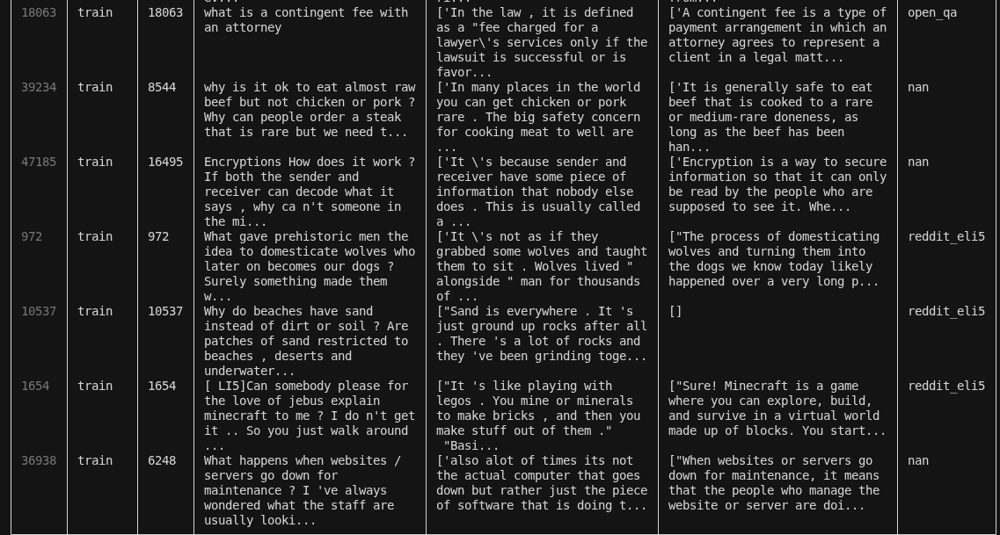 18063 train 18063 what is a contingent fee with ['In the law , it is defined ['A contingent fee is a type of open_qa
an attorney as a "fee charged for a payment arrangement in which an
lawyer\'s services only if the attorney agrees to represent a
lawsuit is successful or is client in a legal matt...
favor...
39234 train 8544 why is it ok to eat almost raw ['In many places in the world ['It is generally safe to eat nan
beef but not chicken or pork ? you can get chicken or pork beef that is cooked to a rare
Why can people order a steak rare . The big safety concern or medium-rare doneness, as
that is rare but we need t... for cooking meat to well are long as the beef has been
... han...
47185 train 16495 Encryptions How does it work ? ['It \'s because sender and ['Encryption is a way to secure nan
If both the sender and receiver have some piece of information so that it can only
receiver can decode what it information that nobody else be read by the people who are
says , why ca n't someone in does . This is usually called supposed to see it. Whe...
the mi... a ...
972 train 972 What gave prehistoric men the ['It \'s not as if they ["The process of domesticating reddit_eli5
idea to domesticate wolves who grabbed some wolves and taught wolves and turning them into
later on becomes our dogs ? them to sit . Wolves lived " the dogs we know today likely
Surely something made them alongside " man for thousands happened over a very long p...
w... of ...
10537 train 10537 Why do beaches have sand ["Sand is everywhere . It 's [] reddit_eli5
instead of dirt or soil ? Are just ground up rocks after all
patches of sand restricted to . There 's a lot of rocks and
beaches , deserts and they 've been grinding toge...
underwater...
1654 train 1654 [ LI5]Can somebody please for ["It 's like playing with ["Sure! Minecraft is a game reddit_eli5
the love of jebus explain legos . You mine or minerals where you can explore, build,
minecraft to me ? I do n't get to make bricks , and then you and survive in a virtual world
it .. So you just walk around make stuff out of them ." made up of blocks. You start...
... "Basi...
36938 train 6248 What happens when websites / ['also alot of times its not ["When websites or servers go nan
servers go down for the actual computer that goes down for maintenance, it means
maintenance ? I 've always down but rather just the piece that the people who manage the
wondered what the staff are of software that is doing t... website or server are doi...
usually looki...